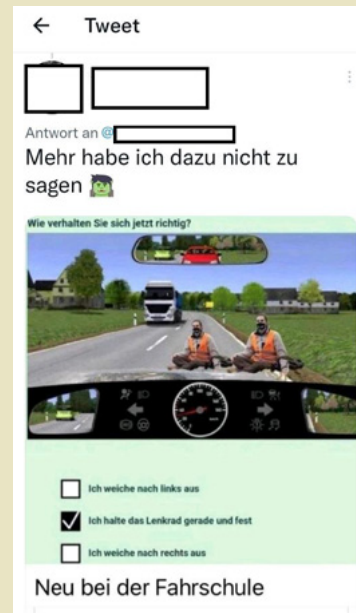 Tweet
Antwort an @
Mehr habe ich dazu nicht zu
sagen
Wie verhalten Sie sich jetzt richtig?
Ich weiche nach links aus
Ich halte das Lenkrad gerade und fest
Ich weiche nach rechts aus
Neu bei der Fahrschule